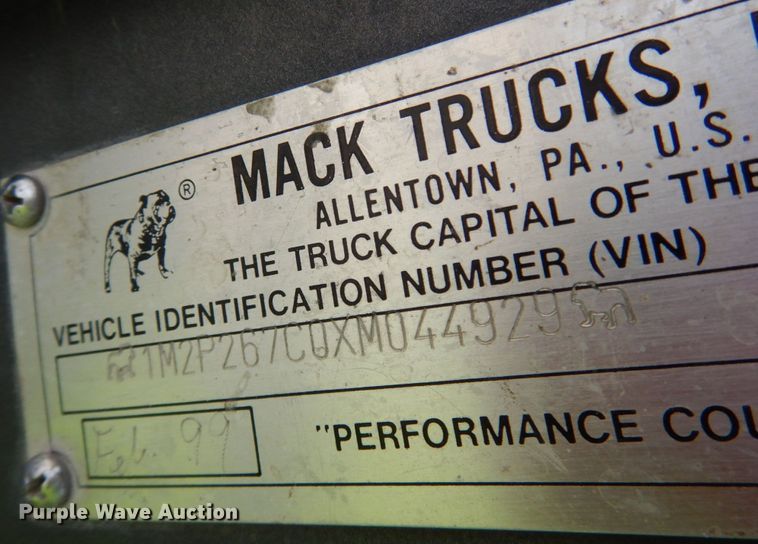 ®
MACK TRUCKS,
ALLENTOWN, PA., U.S.
THE TRUCK CAPITAL OF THE
VEHICLE IDENTIFICATION NUMBER (VIN)
1M2P267C0XM044929
Feb. 99
"PERFORMANCE COU
Purple Wave Auction